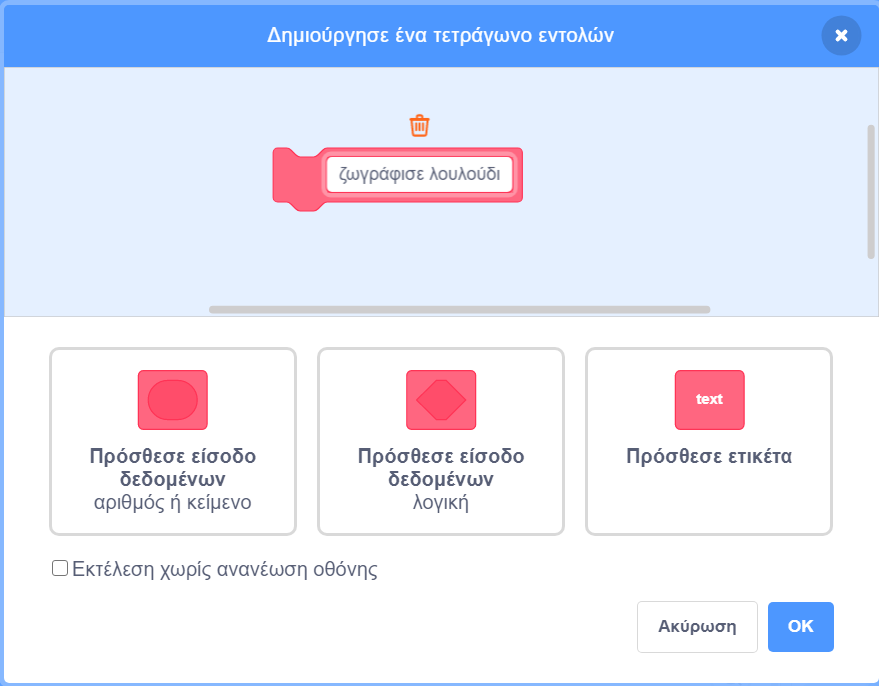 Δημιούργησε ένα τετράγωνο εντολών
ζωγράφισε λουλούδι
text
Πρόσθεσε είσοδο
δεδομένων
αριθμός ή κείμενο
Πρόσθεσε είσοδο
δεδομένων
λογική
Πρόσθεσε ετικέτα
Εκτέλεση χωρίς ανανέωση οθόνης
Ακύρωση
OK